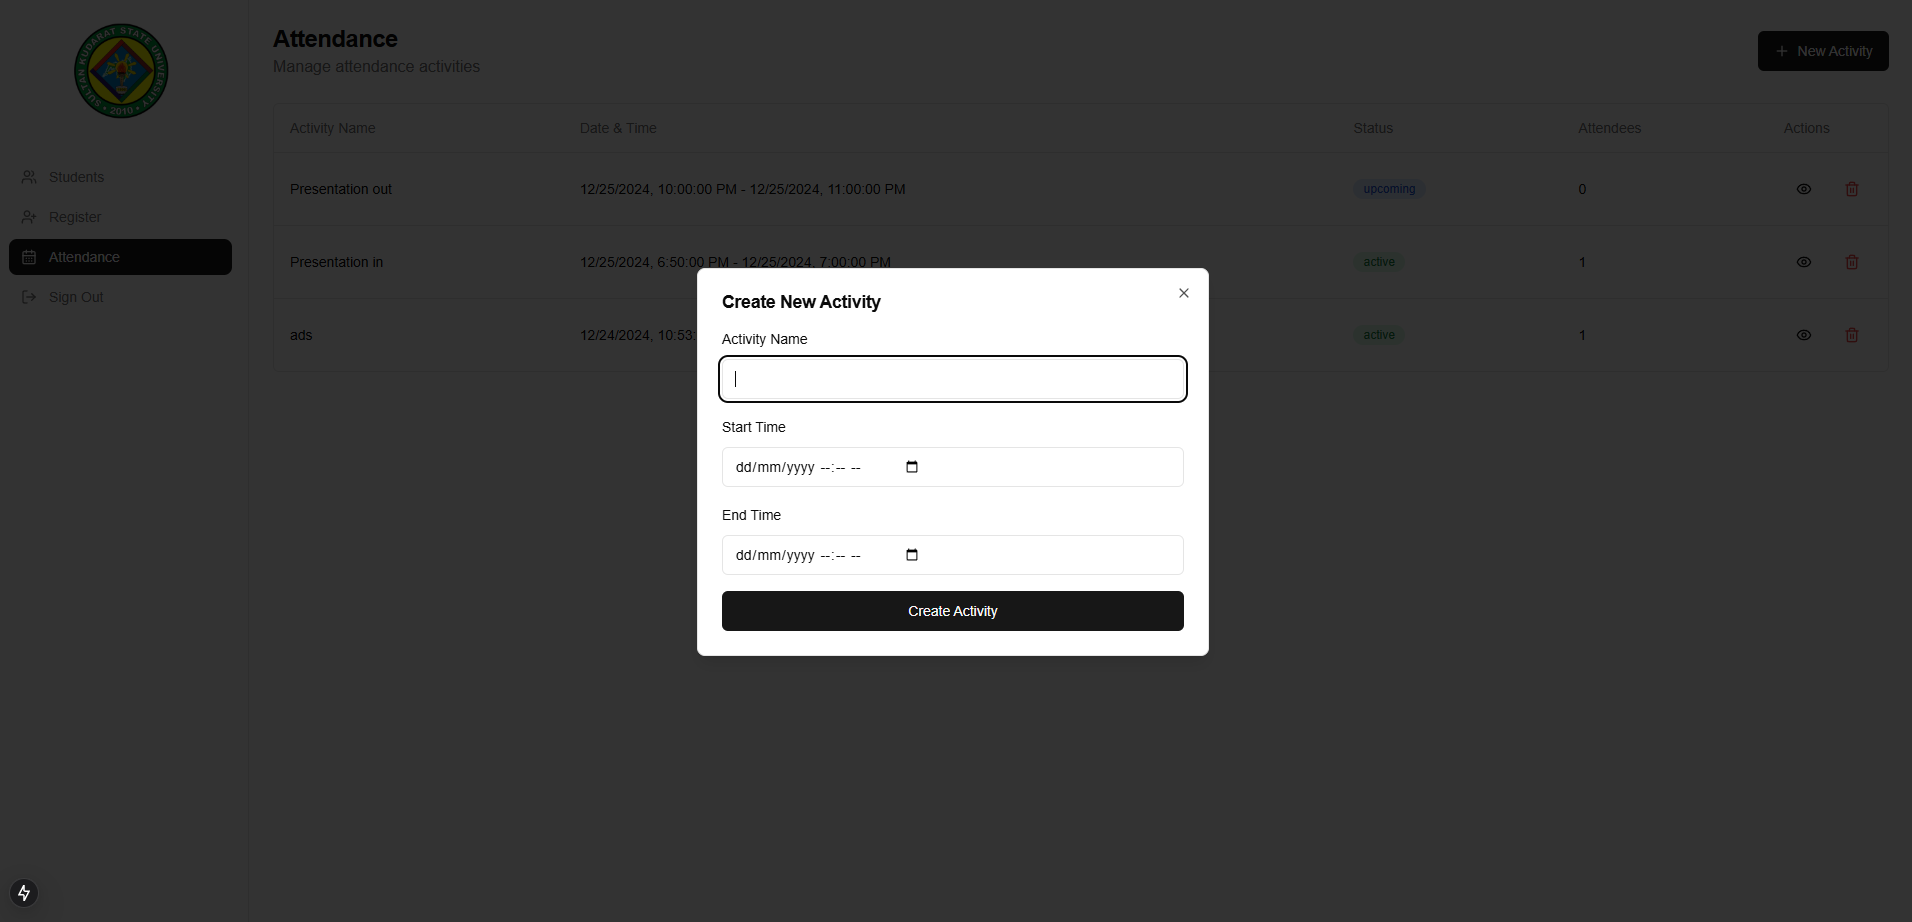 SULTAN KUDARAT STATE UNIVERSITY
2010
Students
Register
Attendance
Sign Out
Attendance
Manage attendance activities
+ New Activity
Activity Name Date & Time Status Attendees Actions
Presentation out 12/25/2024, 10:00:00 PM - 12/25/2024, 11:00:00 PM upcoming 0
Presentation in 12/25/2024, 6:50:00 PM - 12/25/2024, 7:00:00 PM active 1
ads 12/24/2024, 10:53: active 1
Create New Activity
Activity Name
Start Time
dd/mm/yyyy --:-- --
End Time
dd/mm/yyyy --:-- --
Create Activity